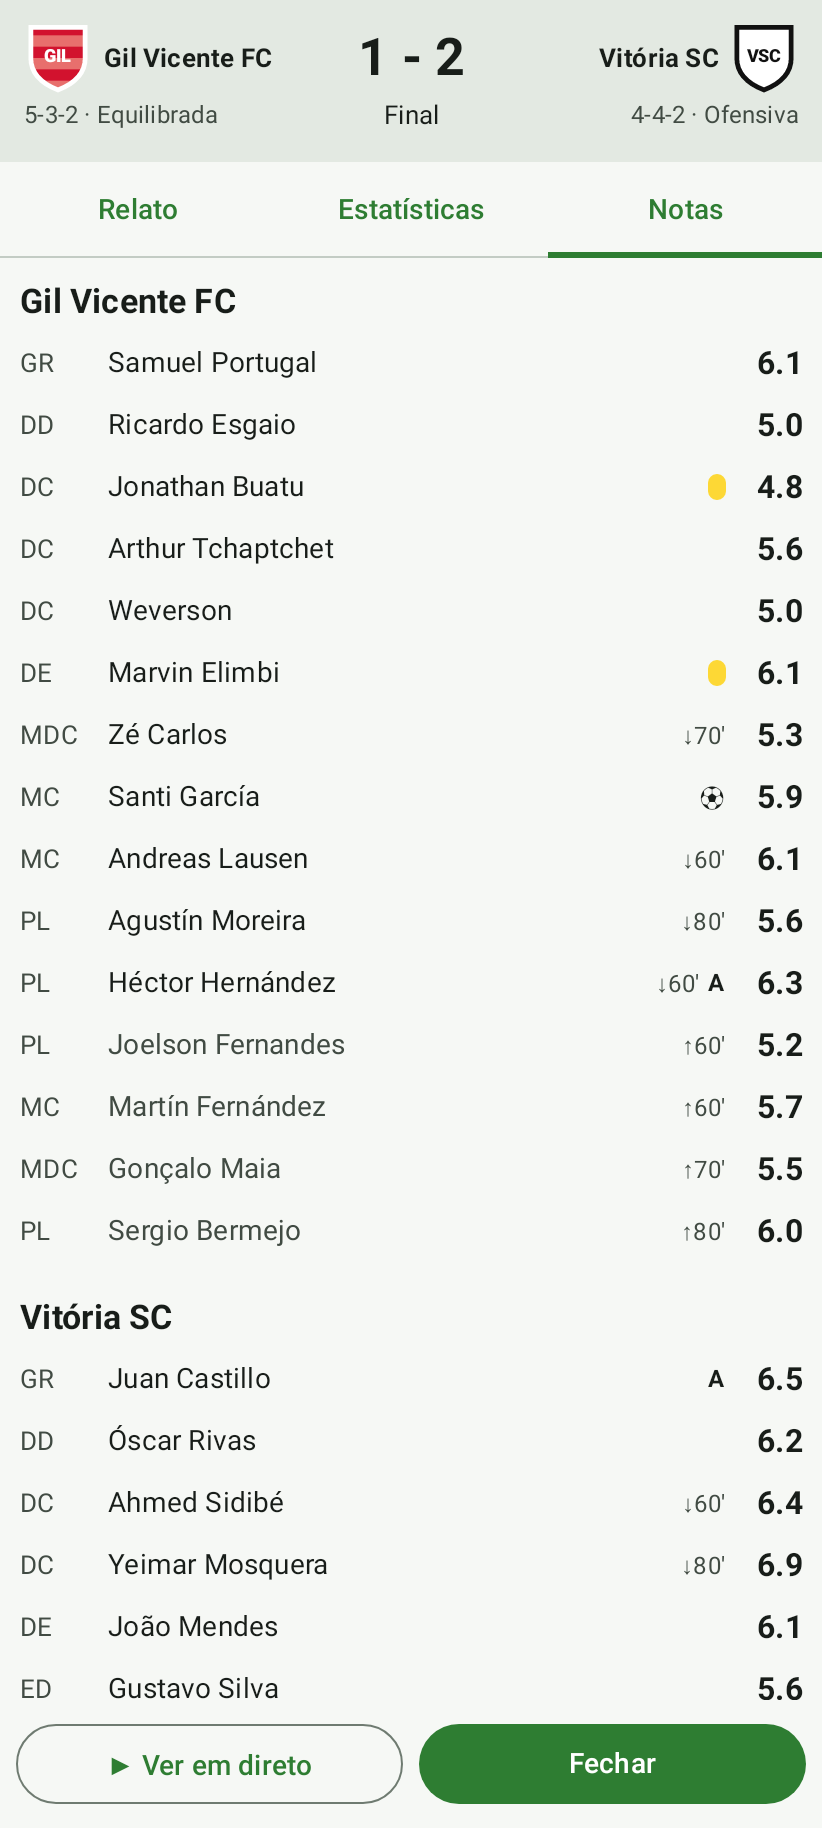 GIL Gil Vicente FC 1 - 2 Vitória SC VSC
5-3-2 · Equilibrada Final 4-4-2 · Ofensiva
Relato Estatísticas Notas
Gil Vicente FC
GR Samuel Portugal 6.1
DD Ricardo Esgaio 5.0
DC Jonathan Buatu 4.8
DC Arthur Tchaptchet 5.6
DC Weverson 5.0
DE Marvin Elimbi 6.1
MDC Zé Carlos ↓70' 5.3
MC Santi García 5.9
MC Andreas Lausen ↓60' 6.1
PL Agustín Moreira ↓80' 5.6
PL Héctor Hernández ↓60' A 6.3
PL Joelson Fernandes ↑60' 5.2
MC Martín Fernández ↑60' 5.7
MDC Gonçalo Maia ↑70' 5.5
PL Sergio Bermejo ↑80' 6.0
Vitória SC
GR Juan Castillo A 6.5
DD Óscar Rivas 6.2
DC Ahmed Sidibé ↓60' 6.4
DC Yeimar Mosquera ↓80' 6.9
DE João Mendes 6.1
ED Gustavo Silva 5.6
► Ver em direto Fechar